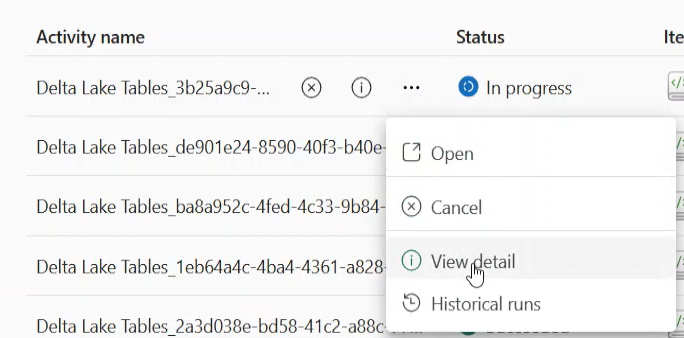 Activity name Status Ite
Delta Lake Tables_3b25a9c9-... In progress
Delta Lake Tables_de901e24-8590-40f3-b40e-
Open
Delta Lake Tables_ba8a952c-4fed-4c33-9b84-
Cancel
Delta Lake Tables_1eb64a4c-4ba4-4361-a828-
View detail
Historical runs
Delta Lake Tables_2a3d038e-bd58-41c2-a88c-